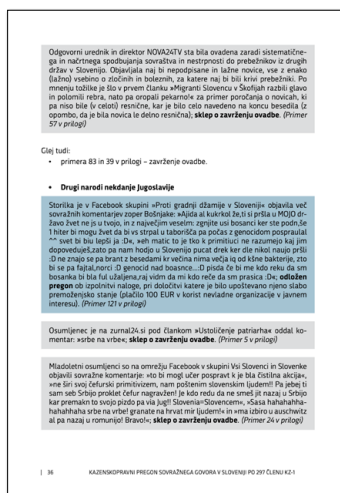 Odgovorni urednik in direktor NOVA24TV sta bila ovadena zaradi sistematične-
ga in načrtnega spodbujanja sovraštva in nestrpnosti do prebežnikov iz drugih
držav v Slovenijo. Objavljala naj bi nepodpisane in lažne novice, vse z enako
(lažno) vsebino o zločinih in boleznih, za katere naj bi bili krivi prebežniki. Po
mnenju tožilke je šlo v prvem članku »Migranti Slovencu v Škofijah razbili glavo
in polomili rebra, nato pa oropali pekarno!« za primer poročanja o novicah, ki
pa niso bile (v celoti) resnične, kar je bilo celo navedeno na koncu besedila (z
opombo, da je bila novica le delno resnična); sklep o zavrženju ovadbe. (Primer
57 v prilogi)
Glej tudi:
• primera 83 in 39 v prilogi – zavrženje ovadbe.
• Drugi narodi nekdanje Jugoslavije
Storilka je v Facebook skupini »Proti gradnji džamije v Sloveniji« objavila več
sovražnih komentarjev zoper Bošnjake: »Ajida al kukrkol že,ti si pršla u MOJO dr-
žavo žvet ne js u tvojo, in z največjim veselm: zgnjite usi bosanci ker ste podn,še
1 hiter bi mogu žvet da bi vs strpal u taborišča pa počas z genocidom pospraulal
^^ svet bi biu lepši ja :D«, »eh matic to je tko k primitiuci ne razumejo kaj jim
dopoveduješ,zato pa nam hodjo u Slovenijo pucat drek ker dle nikol naujo pršli
:D ne znajo se pa brant z besedami kr večina nima večja iq od kšne bakterije, zto
bi se pa fajtal,norci :D genocid nad boasnce...:D pisda če bi me kdo reku da sm
bosanka bi bla ful užaljena,raj vidm da mi kdo reče da sm prasica :D«; odložen
pregon ob izpolnitvi naloge, pri določitvi katere je bilo upoštevano njeno slabo
premoženjsko stanje (plačilo 100 EUR v korist nevladne organizacije v javnem
interesu). (Primer 121 v prilogi)
Osumljenec je na zurnal24.si pod člankom »Ustoličenje patriarha« oddal ko-
mentar: »srbe na vrbe«; sklep o zavrženju ovadbe. (Primer 5 v prilogi)
Mladoletni osumljenci so na omrežju Facebook v skupini Vsi Slovenci in Slovenke
objavili sovražne komentarje: »to bi mogl učer pospravt k je bla čistilna akcija«,
»ne širi svoj čefurski primitivizem, nam poštenim slovenskim ljudem!! Pa jebej ti
sam seb Srbijo proklet čefur nagravžen! Je kdo redu da ne smeš jit nazaj u Srbijo
kar premakn to svojo pizdo pa via Jug!! Slovenia=Slovencem«, »Sasa hahahahha-
hahahhaha srbe na vrbe! granate na hrvat mir ljudem!« in »ma izbiro u auschwitz
al pa nazaj u romunijo! Bravo!«; sklep o zavrženju ovadbe. (Primer 24 v prilogi)
| 36 KAZENSKOPRAVNI PREGON SOVRAŽNEGA GOVORA V SLOVENIJI PO 297 ČLENU KZ-1